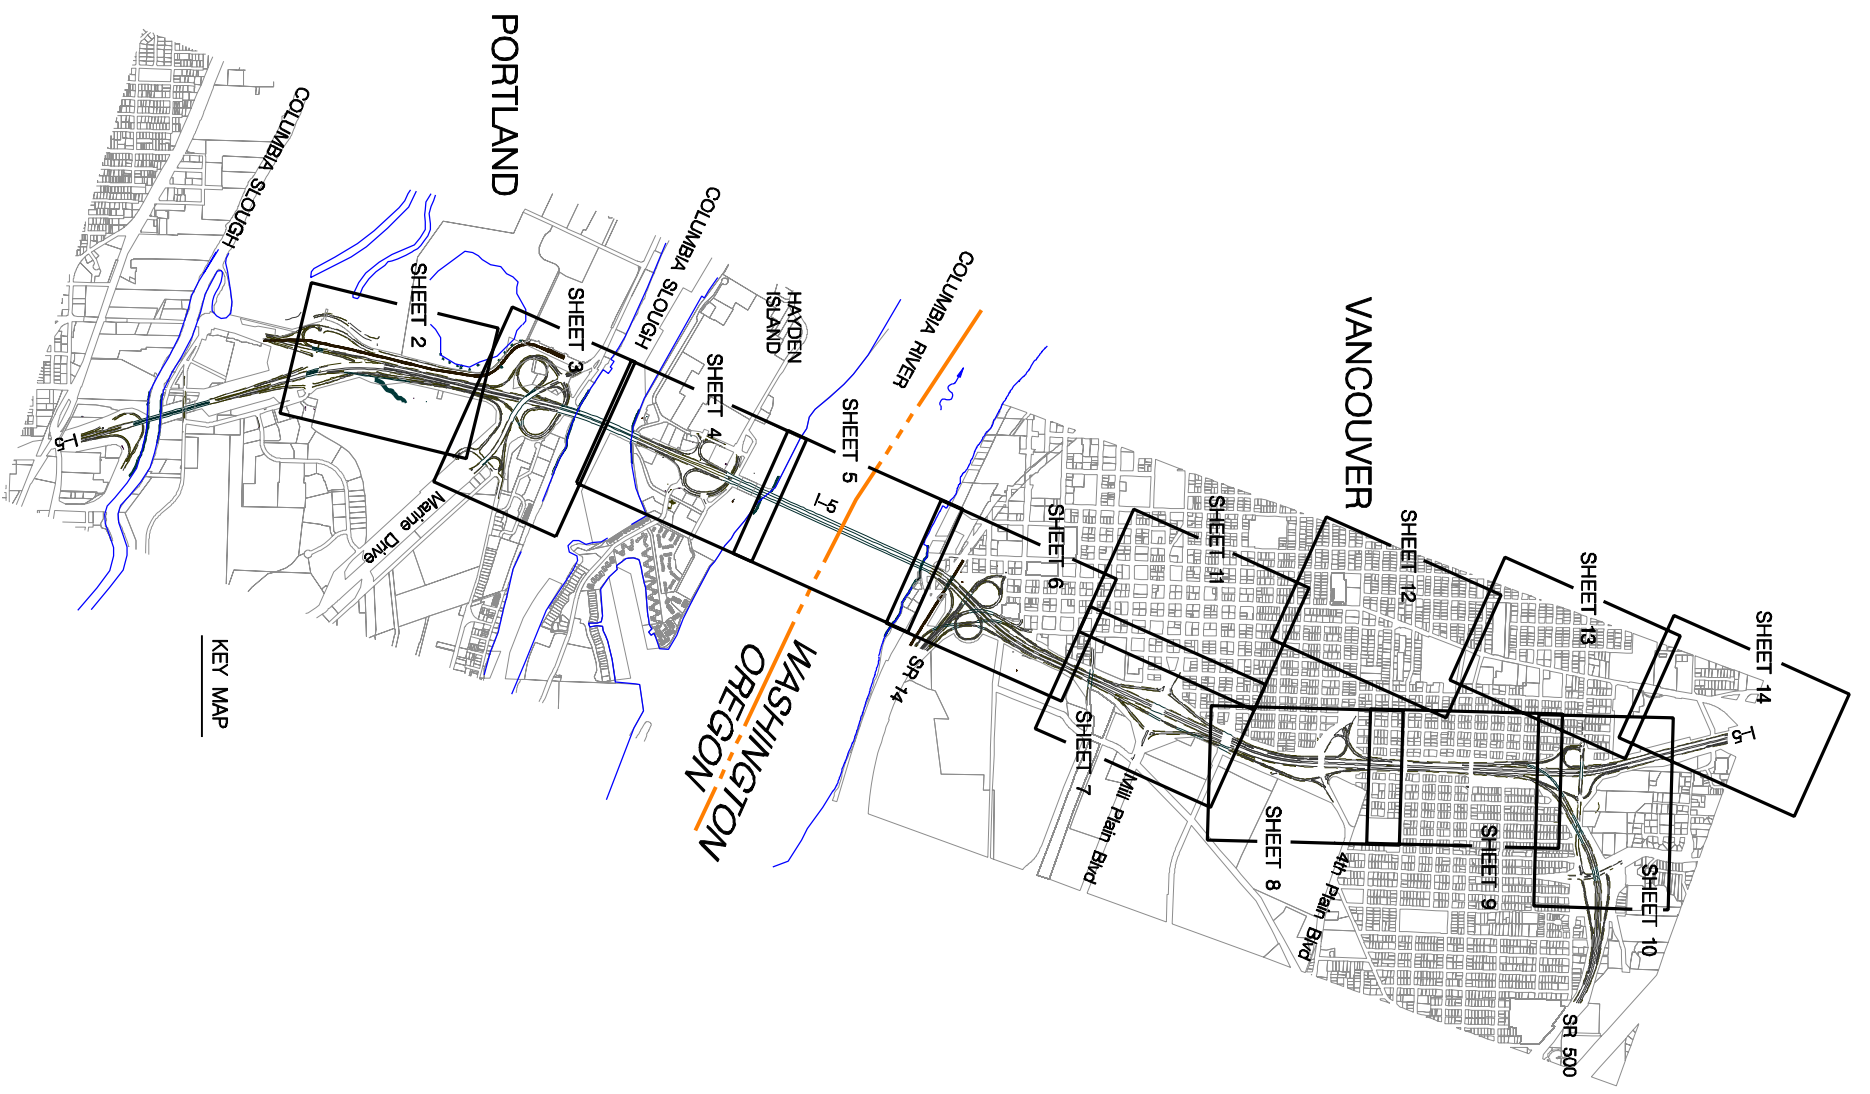 PORTLAND
COLUMBIA SLOUGH
SHEET 2
SHEET 3
COLUMBIA SLOUGH
HAYDEN
ISLAND
SHEET 4
SHEET 5
COLUMBIA RIVER
I-5
I-5
Marine Drive
KEY MAP
WASHINGTON
OREGON
SR 14
VANCOUVER
SHEET 6
SHEET 11
SHEET 12
SHEET 13
SHEET 14
I-5
SHEET 7
Mill Plain Blvd
SHEET 8
4th Plain Blvd
SHEET 9
SHEET 10
SR 500